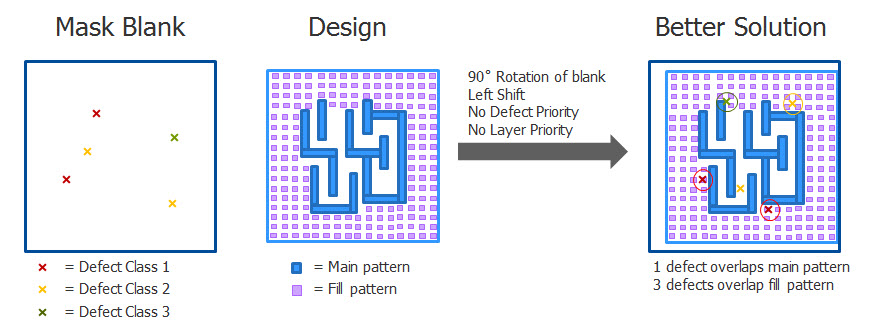 Mask Blank
Design
Better Solution
90° Rotation of blank
Left Shift
No Defect Priority
No Layer Priority
= Defect Class 1
= Defect Class 2
= Defect Class 3
= Main pattern
= Fill pattern
1 defect overlaps main pattern
3 defects overlap fill pattern